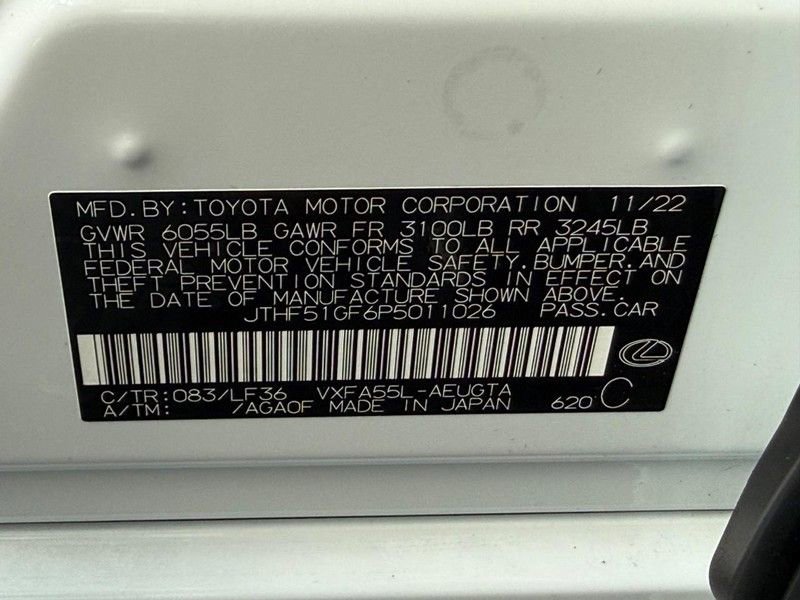 MFD.BY:TOYOTA MOTOR CORPORATION 11/22
GVWR 6055LB GAWR FR 3100LB RR 3245LB
THIS VEHICLE CONFORMS TO ALL APPLICABLE
FEDERAL MOTOR VEHICLE SAFETY,BUMPER,AND
THEFT PREVENTION STANDARDS IN EFFECT ON
THE DATE OF MANUFACTURE SHOWN ABOVE.
JTHF51GF6P5011026 PASS.CAR
C/TR:083/LF36 VXFA55L-AEUGTA
A/TM: /AGA0F MADE IN JAPAN 620 C